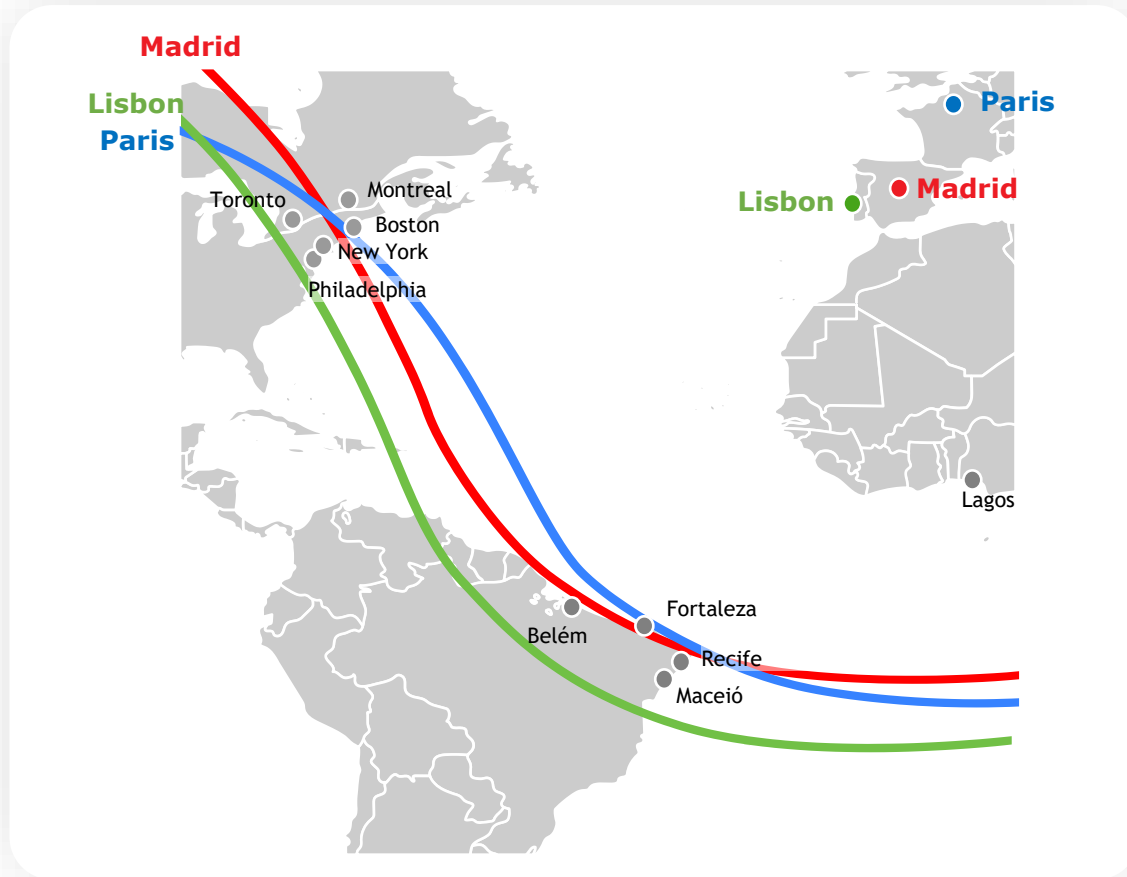 Madrid
Lisbon
Paris
Paris
Montreal
Madrid
Toronto
Lisbon
Boston
New York
Philadelphia
Lagos
Fortaleza
Belém
Recife
Maceió